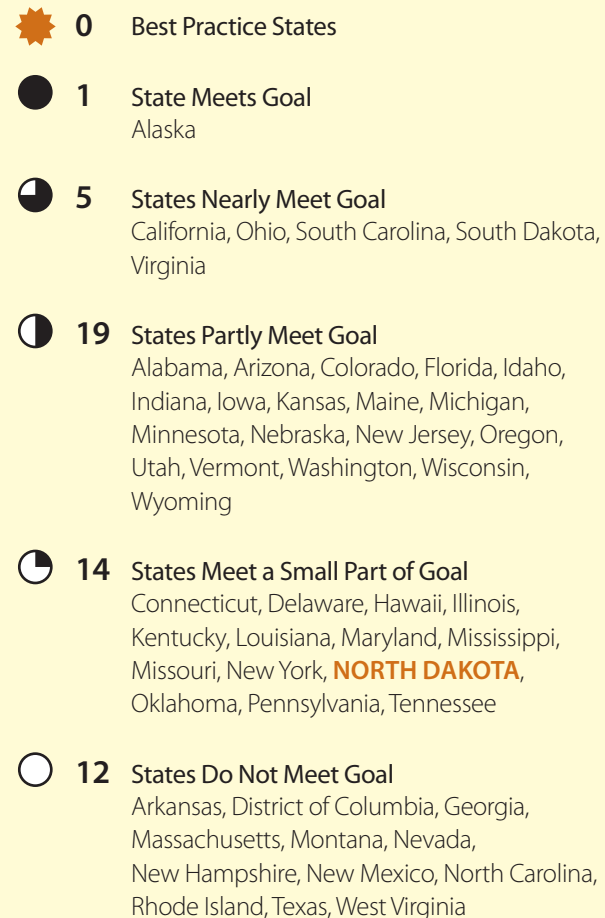 0 Best Practice States
1 State Meets Goal
Alaska
5 States Nearly Meet Goal
California, Ohio, South Carolina, South Dakota,
Virginia
19 States Partly Meet Goal
Alabama, Arizona, Colorado, Florida, Idaho,
Indiana, Iowa, Kansas, Maine, Michigan,
Minnesota, Nebraska, New Jersey, Oregon,
Utah, Vermont, Washington, Wisconsin,
Wyoming
14 States Meet a Small Part of Goal
Connecticut, Delaware, Hawaii, Illinois,
Kentucky, Louisiana, Maryland, Mississippi,
Missouri, New York, NORTH DAKOTA,
Oklahoma, Pennsylvania, Tennessee
12 States Do Not Meet Goal
Arkansas, District of Columbia, Georgia,
Massachusetts, Montana, Nevada,
New Hampshire, New Mexico, North Carolina,
Rhode Island, Texas, West Virginia